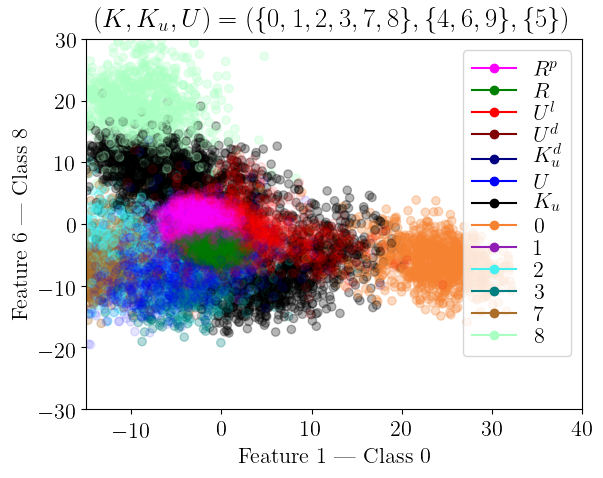 (K, K_u, U) = ({0, 1, 2, 3, 7, 8}, {4, 6, 9}, {5})
30
20
10
0
−10
−20
−30
Feature 6 — Class 8
R^p
R
U^l
U^d
K_u^d
U
K_u
0
1
2
3
7
8
−10
0
10
20
30
40
Feature 1 — Class 0